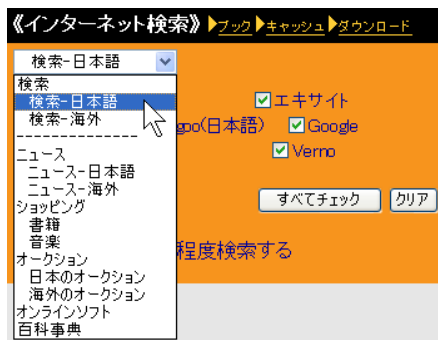 《インターネット検索》 ブック キャッシュ ダウンロード
検索-日本語
検索
検索-日本語
検索-海外
--------------
ニュース
ニュース-日本語
ニュース-海外
ショッピング
書籍
音楽
オークション
日本のオークション
海外のオークション
オンラインソフト
百科事典
エキサイト
goo(日本語) Google
Verno
すべてチェック クリア
程度検索する